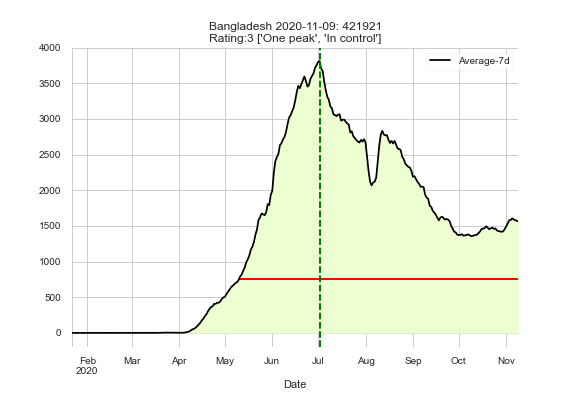 Bangladesh 2020-11-09: 421921
Rating:3 ['One peak', 'In control']
Average-7d
4000
3500
3000
2500
2000
1500
1000
500
0
Feb Mar Apr May Jun Jul Aug Sep Oct Nov
2020
Date